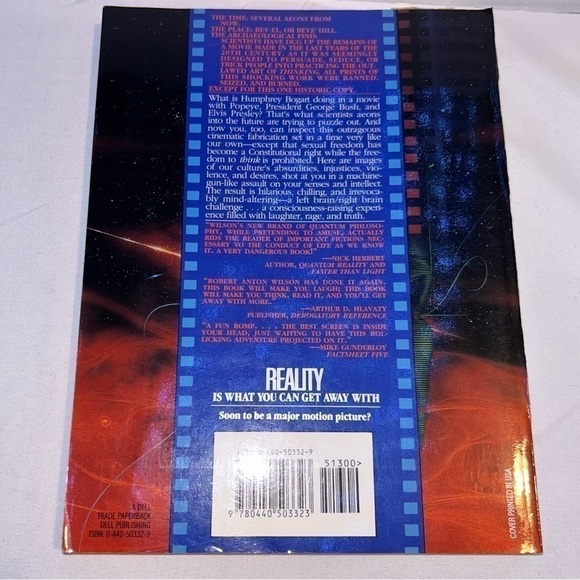 THE TIME: SEVERAL AEONS FROM
NOW.
THE PLACE: BEV-EL, OR BEVE' HILL
THE ARCHAEOLOGICAL FINDS.
SCIENTISTS HAVE DUG UP THE REMAINS OF
A MOVIE MADE IN THE LAST YEARS OF THE
20TH CENTURY. AS IT WAS SEEMINGLY
DESIGNED TO PERSUADE, SEDUCE, OR
TRICK PEOPLE INTO PRACTICING THE OUT-
LAWED ART OF THINKING, ALL PRINTS OF
THIS SHOCKING WORK WERE BANNED,
SEIZED, AND BURNED.
EXCEPT FOR THIS ONE HISTORIC COPY.
What is Humphrey Bogart doing in a movie
with Popeye, President George Bush, and
Elvis Presley? That's what scientists aeons
into the future are trying to puzzle out. And
now you, too, can inspect this outrageous
cinematic fabrication set in a time very like
our own—except that sexual freedom has
become a Constitutional right while the free-
dom to think is prohibited. Here are images
of our culture's absurdities, injustices, vio-
lence, and desires, shot at you in a machine-
gun-like assault on your senses and intellect.
The result is hilarious, chilling, and irrevoca-
bly mind-altering—a left brain/right brain
challenge . . . a consciousness-raising experi-
ence filled with laughter, rage, and truth.
"WILSON'S NEW BRAND OF QUANTUM PHILOSO-
PHY, WHILE PRETENDING TO AMUSE, ACTUALLY
RIDS THE READER OF IMPORTANT FICTIONS NEC-
ESSARY TO THE CONDUCT OF LIFE AS WE KNOW
IT. A VERY DANGEROUS BOOK!"
—NICK HERBERT
AUTHOR, QUANTUM REALITY AND
FASTER THAN LIGHT
"ROBERT ANTON WILSON HAS DONE IT AGAIN.
THIS BOOK WILL MAKE YOU LAUGH; THIS BOOK
WILL MAKE YOU THINK, READ IT, AND YOU'LL GET
AWAY WITH MORE."
—ARTHUR D. HLAVATY
PUBLISHER, DEROGATORY REFERENCE
"A FUN ROMP. . . . THE BEST SCREEN IS INSIDE
YOUR HEAD, JUST WAITING TO HAVE THIS ROL-
LICKING ADVENTURE PROJECTED ON IT."
—MIKE GUNDERLOY
FACTSHEET FIVE
REALITY
IS WHAT YOU CAN GET AWAY WITH
Soon to be a major motion picture?
0-440-50332-9
51300>
9 780440 503323
A DELL
TRADE PAPERBACK
DELL PUBLISHING
ISBN: 0-440-50332-9
COVER PRINTED IN USA